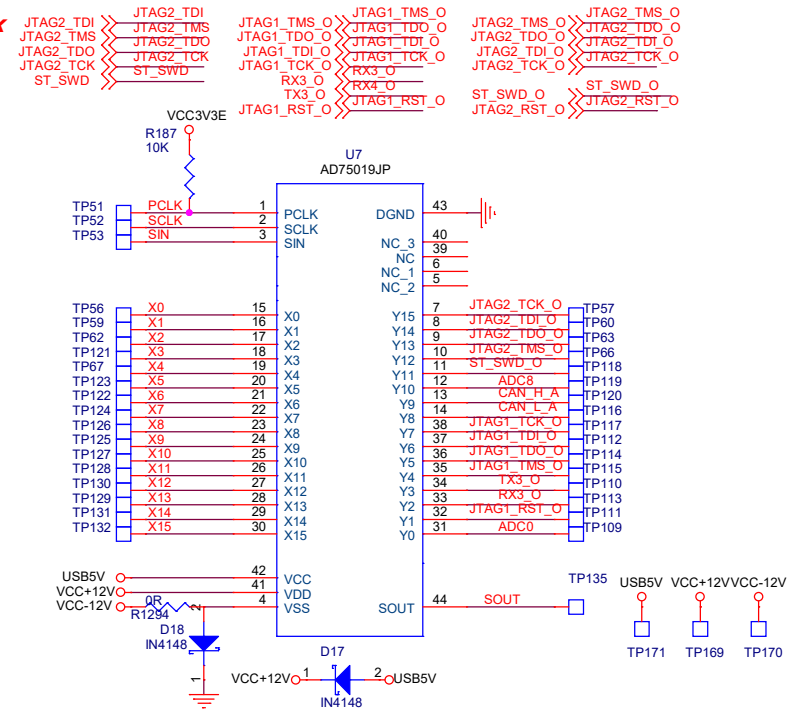 JTAG2_TDI JTAG2_TDI
JTAG2_TMS JTAG2_TMS
JTAG2_TDO JTAG2_TDO
JTAG2_TCK JTAG2_TCK
ST_SWD ST_SWD
JTAG1_TMS_O JTAG1_TMS_O
JTAG1_TDO_O JTAG1_TDO_O
JTAG1_TDI_O JTAG1_TDI_O
JTAG1_TCK_O JTAG1_TCK_O
RX3_O RX3_O
TX3_O RX4_O
JTAG1_RST_O JTAG1_RST_O
JTAG2_TMS_O JTAG2_TMS_O
JTAG2_TDO_O JTAG2_TDO_O
JTAG2_TDI_O JTAG2_TDI_O
JTAG2_TCK_O JTAG2_TCK_O
ST_SWD_O ST_SWD_O
JTAG2_RST_O JTAG2_RST_O
VCC3V3E
R187
10K
U7
AD75019JP
TP51 PCLK 1 PCLK DGND 43
TP52 SCLK 2 SCLK
TP53 SIN 3 SIN NC_3 40
NC 39
NC_1 6
NC_2 5
TP56 X0 15 X0 Y15 7 JTAG2_TCK_O TP57
TP59 X1 16 X1 Y14 8 JTAG2_TDI_O TP60
TP62 X2 17 X2 Y13 9 JTAG2_TDO_O TP63
TP121 X3 18 X3 Y12 10 JTAG2_TMS_O TP66
TP67 X4 19 X4 Y11 11 ST_SWD_O TP118
TP123 X5 20 X5 Y10 12 ADC8 TP119
TP122 X6 21 X6 Y9 13 CAN_H_A TP120
TP124 X7 22 X7 Y8 14 CAN_L_A TP116
TP126 X8 23 X8 Y7 38 JTAG1_TCK_O TP117
TP125 X9 24 X9 Y6 37 JTAG1_TDI_O TP112
TP127 X10 25 X10 Y5 36 JTAG1_TDO_O TP114
TP128 X11 26 X11 Y4 35 JTAG1_TMS_O TP115
TP130 X12 27 X12 Y3 34 TX3_O TP110
TP129 X13 28 X13 Y2 33 RX3_O TP113
TP131 X14 29 X14 Y1 32 JTAG1_RST_O TP111
TP132 X15 30 X15 Y0 31 ADC0 TP109
USB5V 42 VCC
VCC+12V 41 VDD
VCC-12V 0R 2 4 VSS SOUT 44 SOUT TP135
R1294
D18
IN4148
1
D17
VCC+12V 1 2 USB5V
IN4148
USB5V VCC+12V VCC-12V
TP171 TP169 TP170